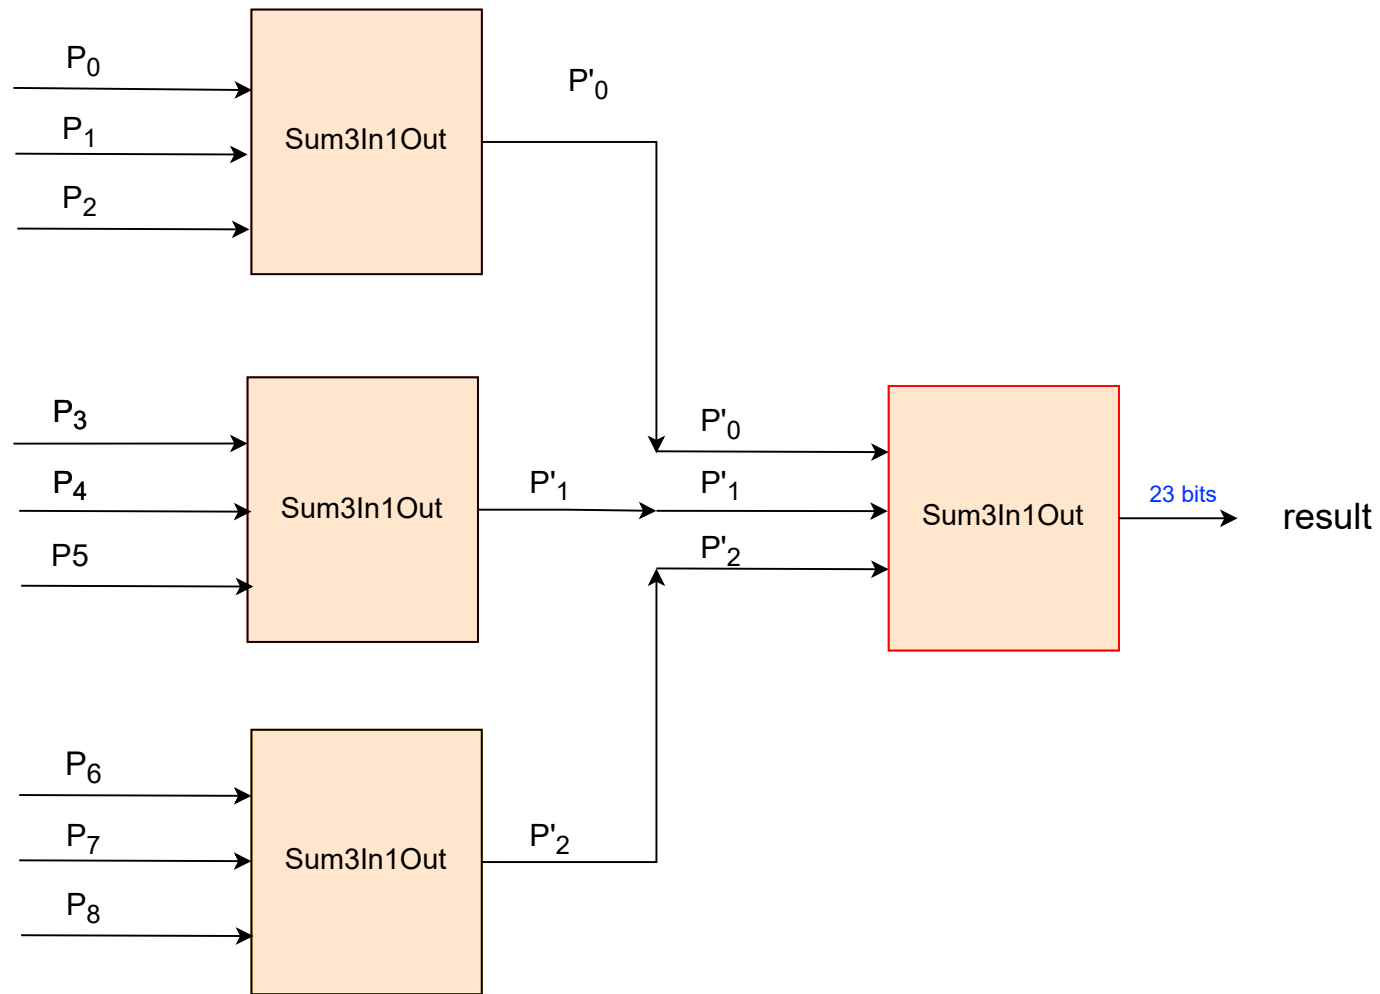 P0
P1
P2
Sum3In1Out
P'0
P3
P4
P5
Sum3In1Out
P'1
P'0
P'1
P'2
Sum3In1Out
23 bits
result
P6
P7
P8
Sum3In1Out
P'2